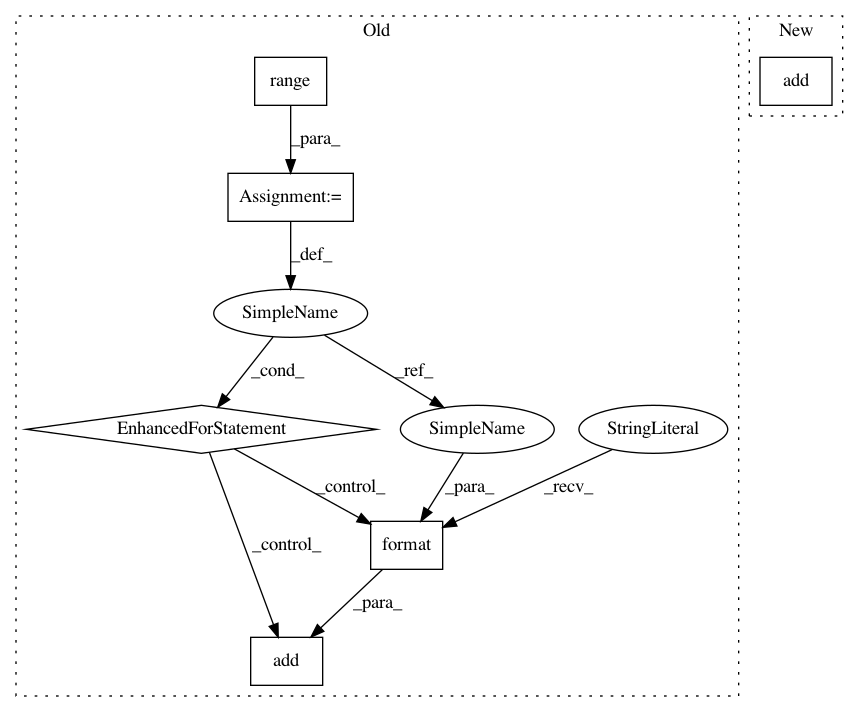 Old
New
range
add
_para_
Assignment:=
_def_
SimpleName
_cond_
_ref_
EnhancedForStatement
SimpleName
StringLiteral
_control_
_para_
_recv_
_control_
format
_para_
add